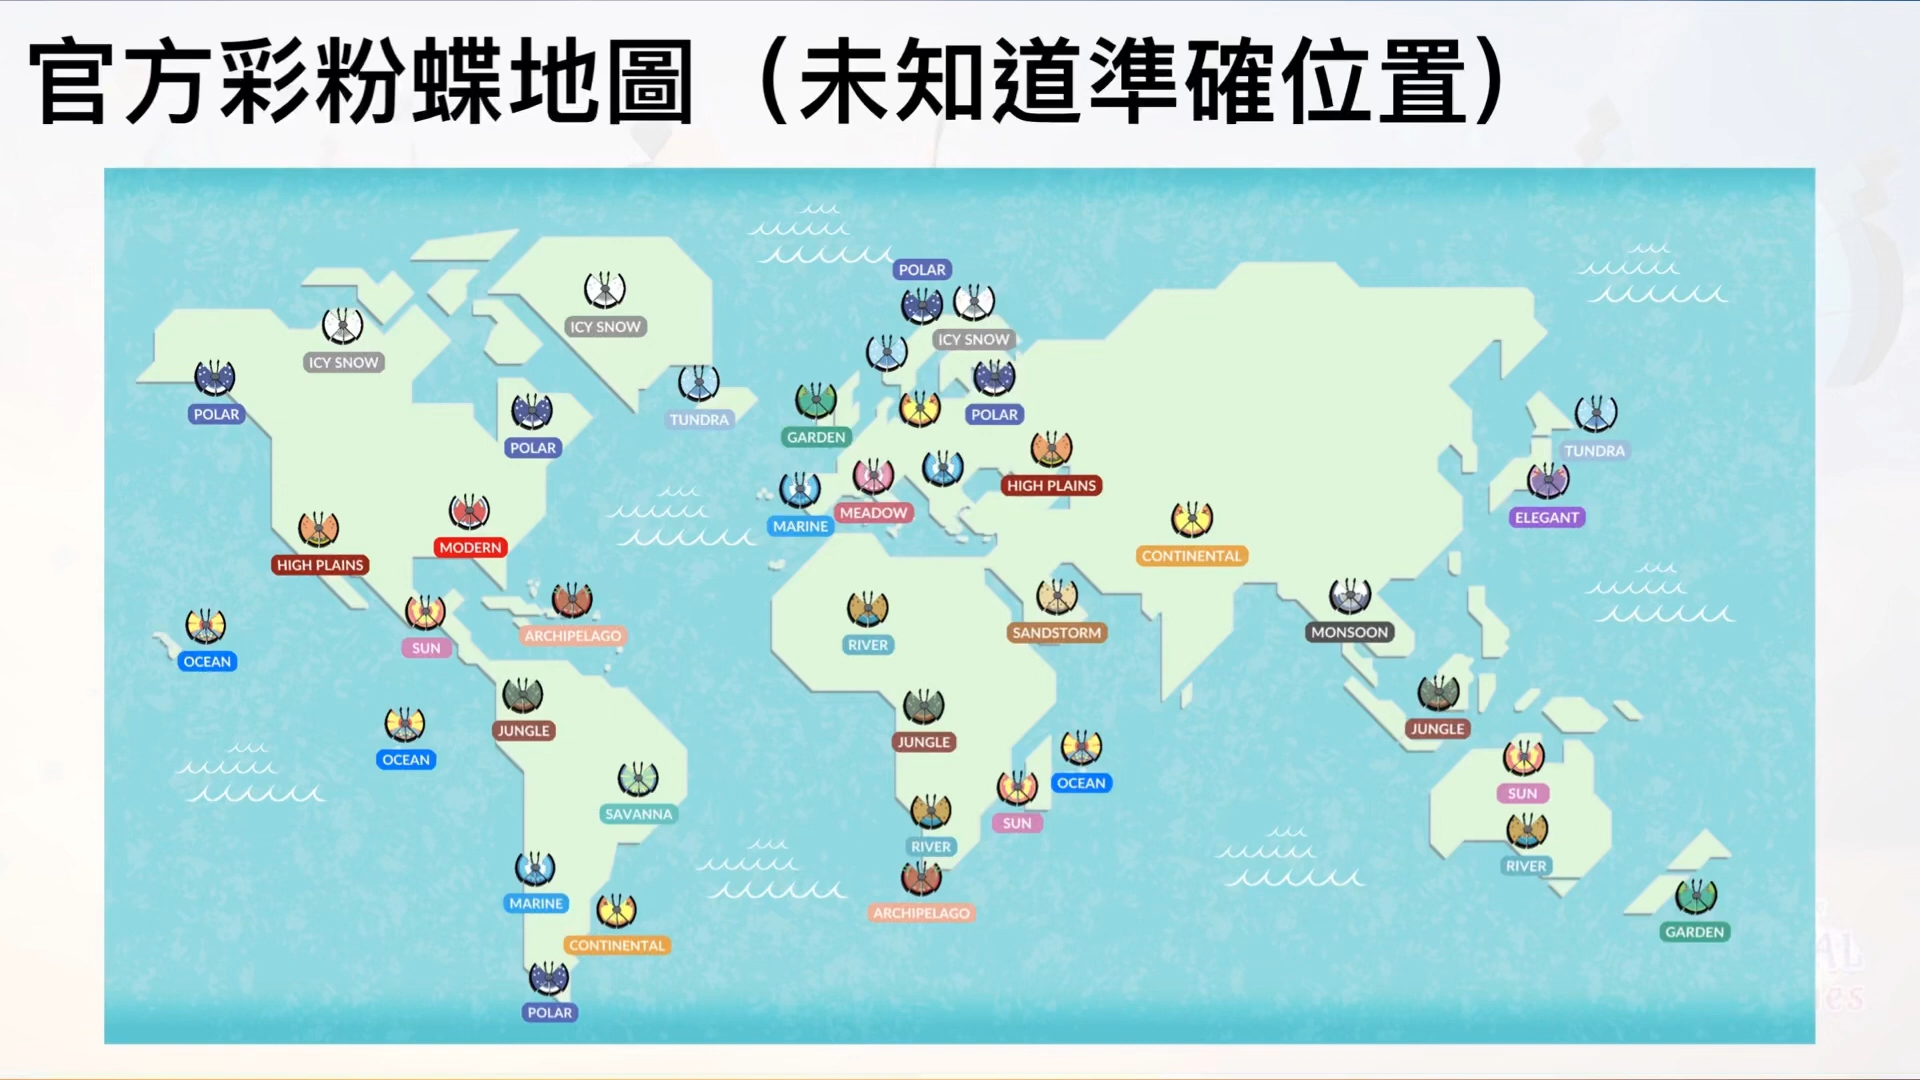 官方彩粉蝶地圖（未知道準確位置）
POLAR
ICY SNOW
ICY SNOW
ICY SNOW
POLAR
POLAR
TUNDRA
POLAR
GARDEN
POLAR
TUNDRA
HIGH PLAINS
MARINE
MEADOW
ELEGANT
MODERN
HIGH PLAINS
CONTINENTAL
SUN
ARCHIPELAGO
RIVER
SANDSTORM
MONSOON
OCEAN
OCEAN
JUNGLE
JUNGLE
JUNGLE
OCEAN
SUN
SAVANNA
SUN
RIVER
RIVER
MARINE
ARCHIPELAGO
CONTINENTAL
GARDEN
POLAR